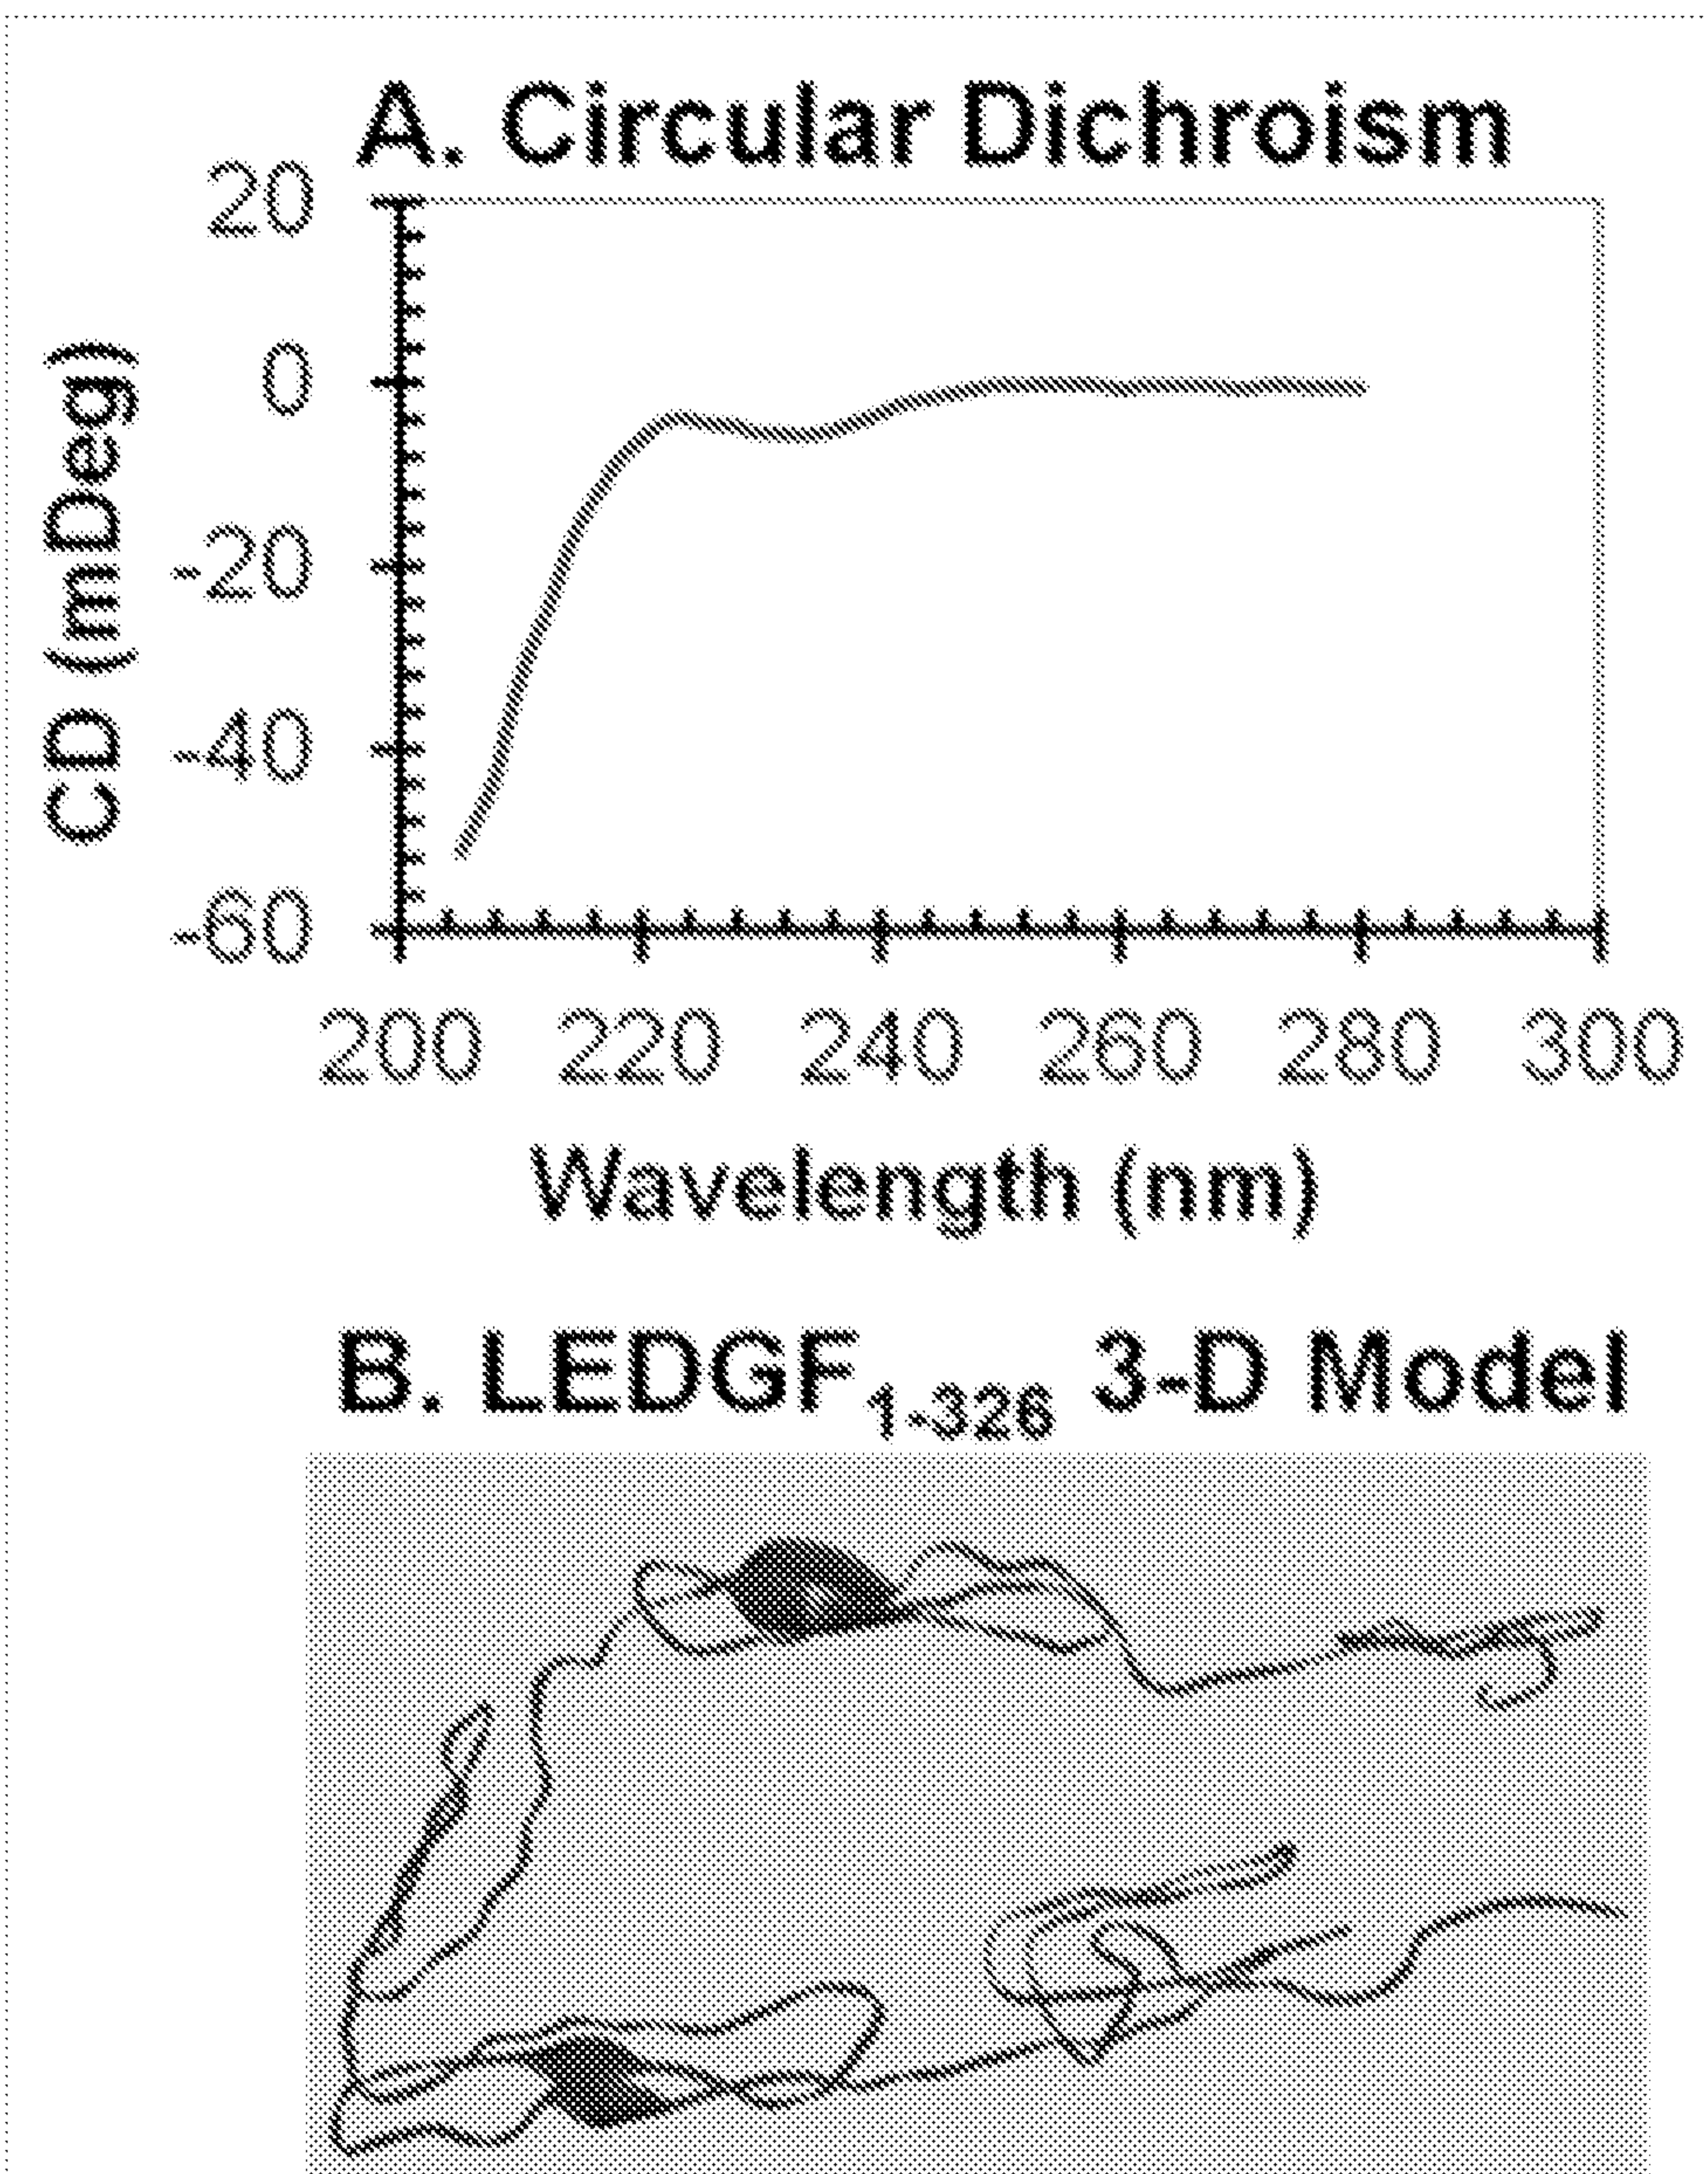 A. Circular Dichroism
20
0
-20
-40
-60
CD (mDeg)
200 220 240 260 280 300
Wavelength (nm)
B. LEDGF1-326 3-D Model